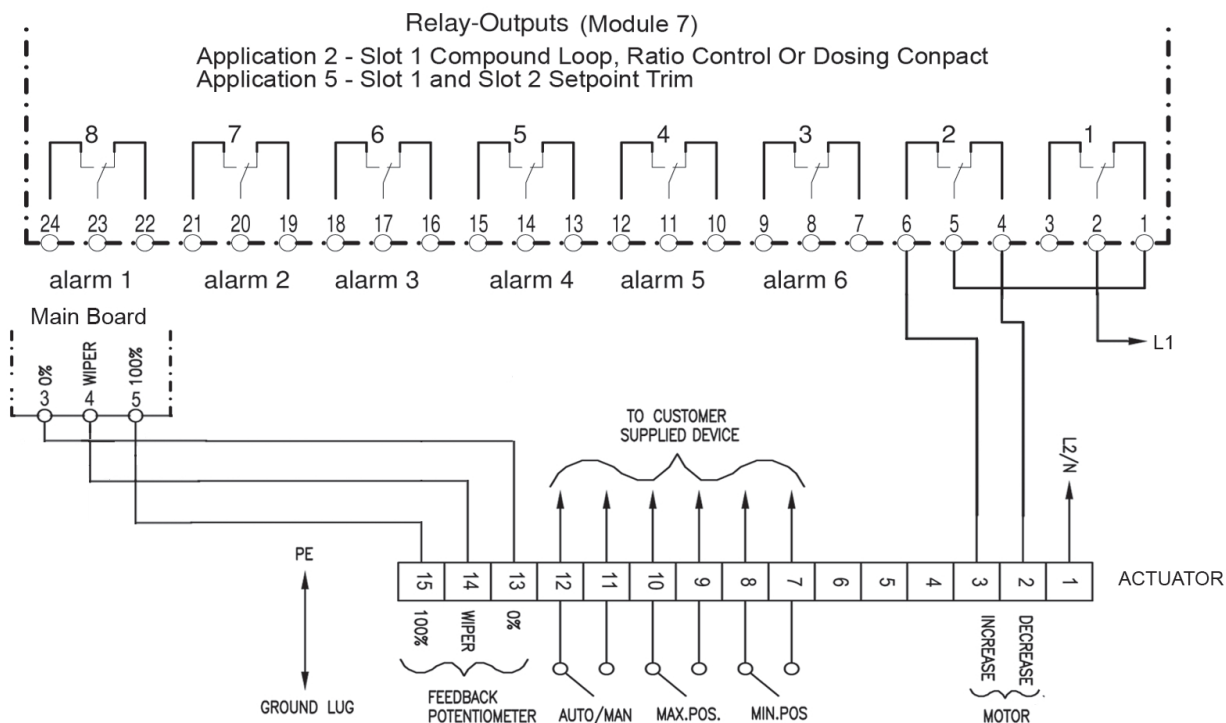 Relay-Outputs (Module 7)
Application 2 - Slot 1 Compound Loop, Ratio Control Or Dosing Conpact
Application 5 - Slot 1 and Slot 2 Setpoint Trim
8 7 6 5 4 3 2 1
24 23 22 21 20 19 18 17 16 15 14 13 12 11 10 9 8 7 6 5 4 3 2 1
alarm 1 alarm 2 alarm 3 alarm 4 alarm 5 alarm 6
Main Board
L1
0% WIPER 100%
3 4 5
TO CUSTOMER
SUPPLIED DEVICE
L2/N
PE
15 14 13 12 11 10 9 8 7 6 5 4 3 2 1
ACTUATOR
100% WIPER 0%
INCREASE DECREASE
GROUND LUG
FEEDBACK
POTENTIOMETER
AUTO/MAN
MAX.POS.
MIN.POS
MOTOR